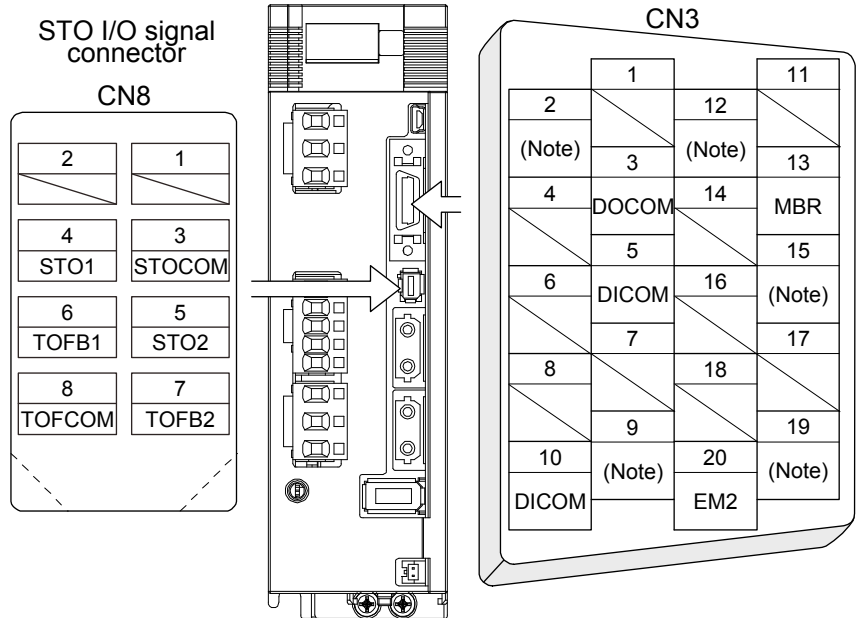 STO I/O signal
connector
CN8
2
1
4
STO1
3
STOCOM
6
TOFB1
5
STO2
8
TOFCOM
7
TOFB2
CN3
1
11
2
(Note)
12
(Note)
3
DOCOM
13
MBR
4
14
5
DICOM
15
(Note)
6
16
7
17
8
18
9
(Note)
19
(Note)
10
DICOM
20
EM2